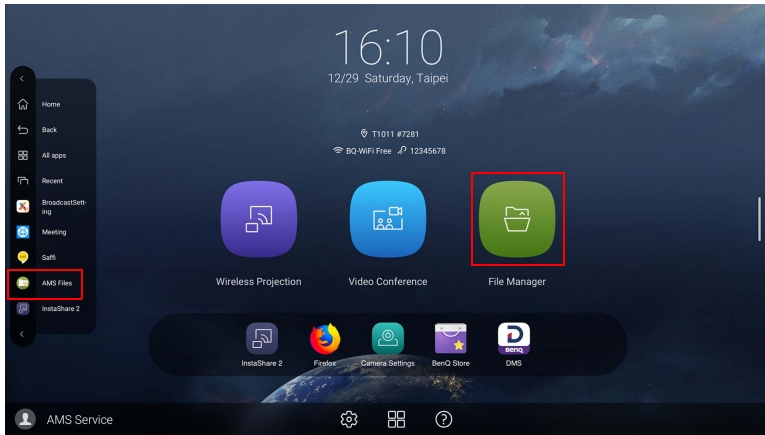 16:10
12/29 Saturday, Taipei
T1011 #7281
BQ-WiFi Free 12345678
Home
Back
All apps
Recent
BroadcastSett-
ing
Meeting
Saffi
AMS Files
InstaShare 2
Wireless Projection
Video Conference
File Manager
InstaShare 2
Firefox
Camera Settings
BenQ Store
BenQ
DMS
AMS Service